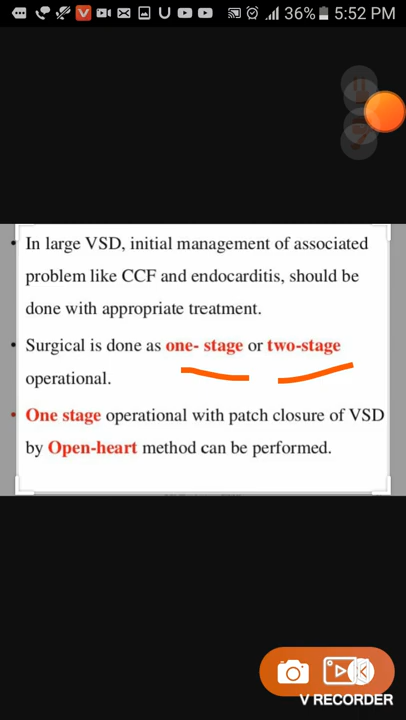 36% 5:52 PM
• In large VSD, initial management of associated
problem like CCF and endocarditis, should be
done with appropriate treatment.
• Surgical is done as one- stage or two-stage
operational.
• One stage operational with patch closure of VSD
by Open-heart method can be performed.
V RECORDER